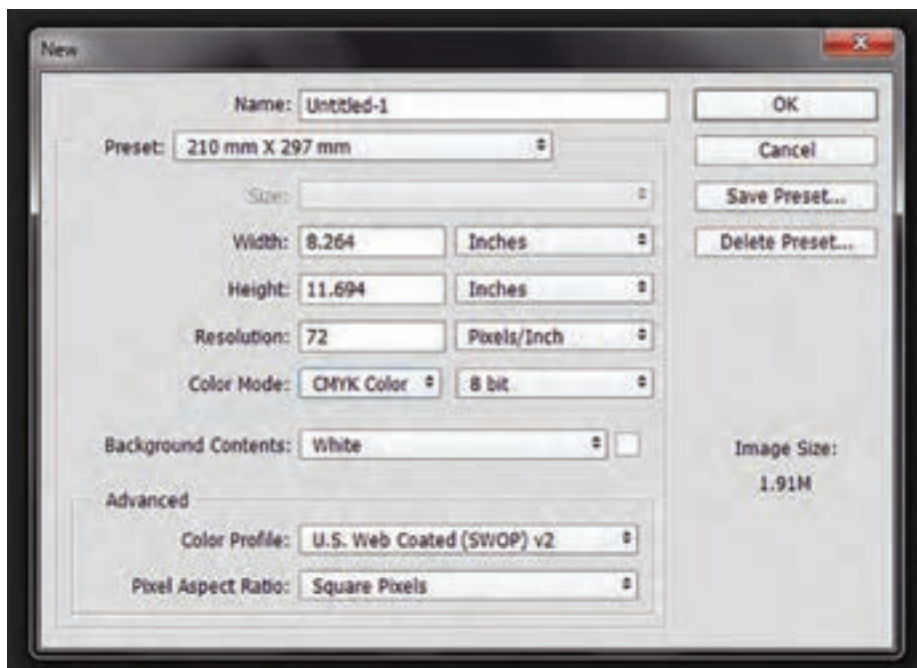 New
Name: Untitled-1
OK
Preset: 210 mm X 297 mm
Cancel
Size:
Save Preset...
Width: 8.264 Inches
Delete Preset...
Height: 11.694 Inches
Resolution: 72 Pixels/Inch
Color Mode: CMYK Color 8 bit
Background Contents: White
Image Size:
1.91M
Advanced
Color Profile: U.S. Web Coated (SWOP) v2
Pixel Aspect Ratio: Square Pixels